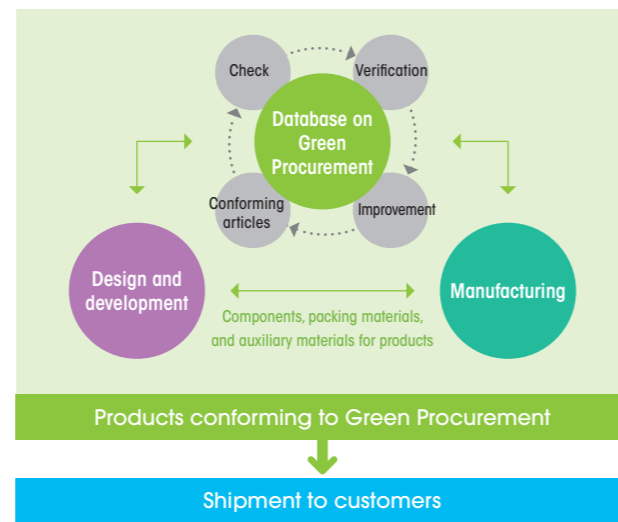 Check
Verification
Database on
Green
Procurement
Conforming
articles
Improvement
Design and
development
Manufacturing
Components, packing materials,
and auxiliary materials for products
Products conforming to Green Procurement
Shipment to customers